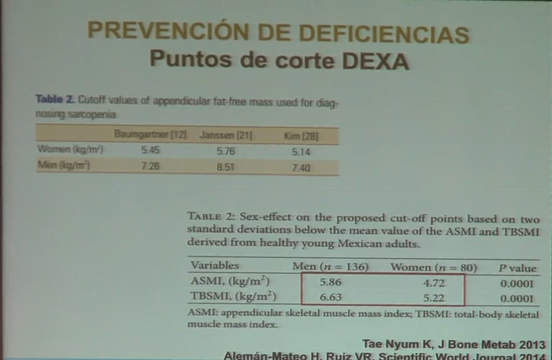 PREVENCIÓN DE DEFICIENCIAS
Puntos de corte DEXA
Table 2. Cutoff values of appendicular fat-free mass used for diag-
nosing sarcopenia
Baumgartner [12] Janssen [21] Kim [28]
Women (kg/m²) 5.45 5.76 5.14
Men (kg/m²) 7.26 8.51 7.40
TABLE 2: Sex-effect on the proposed cut-off points based on two
standard deviations below the mean value of the ASMI and TBSMI
derived from healthy young Mexican adults.
Variables Men (n = 136) Women (n = 80) P value
ASMI, (kg/m²) 5.86 4.72 0.0001
TBSMI, (kg/m²) 6.63 5.22 0.0001
ASMI: appendicular skeletal muscle mass index; TBSMI: total-body skeletal
muscle mass index.
Tae Nyum K, J Bone Metab 2013
Alemán-Mateo H, Ruiz VR. Scientific World Journal 2014